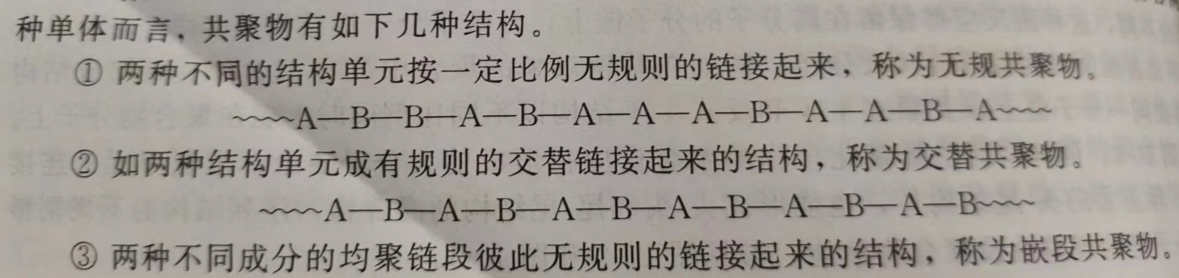 种单体而言，共聚物有如下几种结构。
① 两种不同的结构单元按一定比例无规则的链接起来，称为无规共聚物。
~~~A—B—B—A—B—A—A—A—B—A—A—B—A~~~
② 如两种结构单元成有规则的交替链接起来的结构，称为交替共聚物。
~~~A—B—A—B—A—B—A—B—A—B—A—B~~~
③ 两种不同成分的均聚链段彼此无规则的链接起来的结构，称为嵌段共聚物。